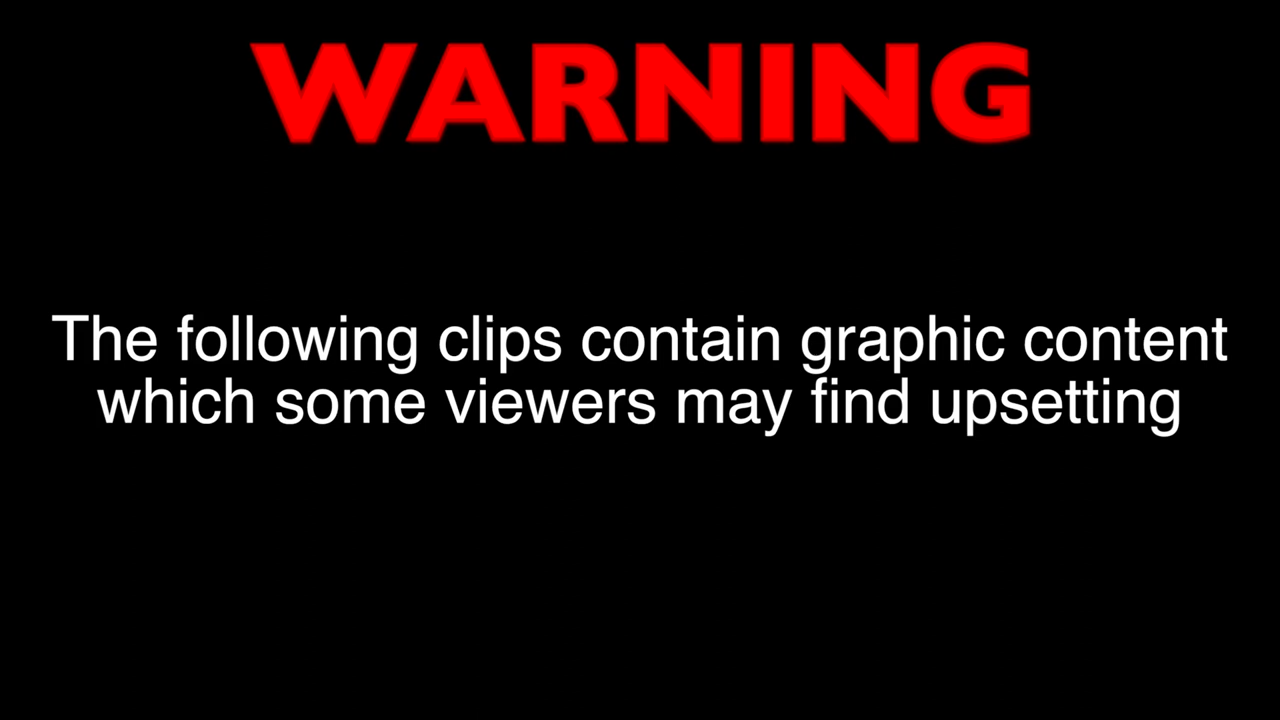 WARNING
The following clips contain graphic content
which some viewers may find upsetting